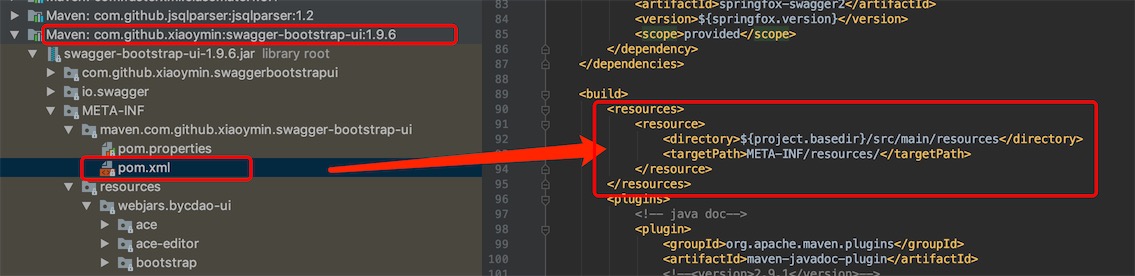 Maven: com.github.jsqlparser:jsqlparser:1.2
Maven: com.github.xiaoymin:swagger-bootstrap-ui:1.9.6
swagger-bootstrap-ui-1.9.6.jar library root
com.github.xiaoymin.swaggerbootstrapui
io.swagger
META-INF
maven.com.github.xiaoymin.swagger-bootstrap-ui
pom.properties
pom.xml
resources
webjars.bycdao-ui
ace
ace-editor
bootstrap
83 <artifactId>springfox-swagger2</artifactId>
84 <version>${springfox.version}</version>
85 <scope>provided</scope>
86 </dependency>
87 </dependencies>
88
89 <build>
90 <resources>
91 <resource>
92 <directory>${project.basedir}/src/main/resources</directory>
93 <targetPath>META-INF/resources/</targetPath>
94 </resource>
95 </resources>
96 <plugins>
97 <!-- java doc-->
98 <plugin>
99 <groupId>org.apache.maven.plugins</groupId>
100 <artifactId>maven-javadoc-plugin</artifactId>
101 <!--<version>2.9.1</version>